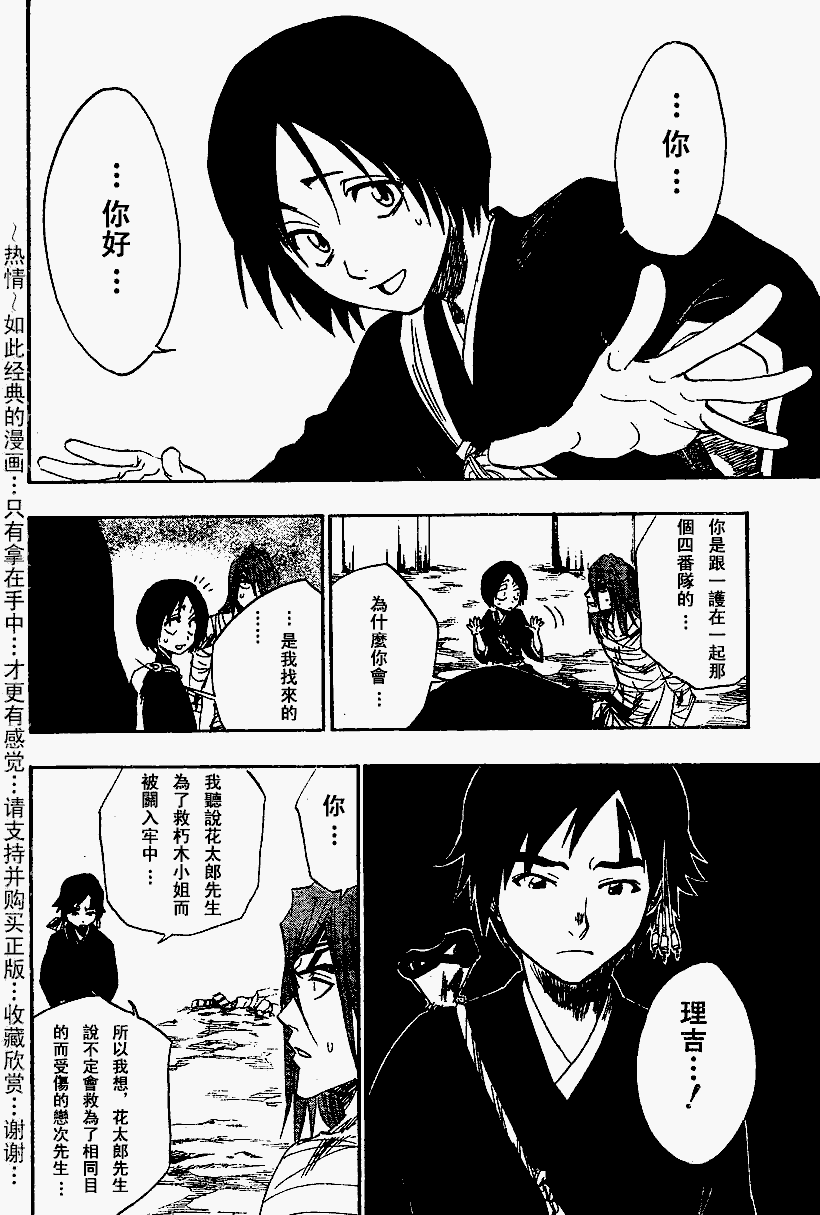 …你…
…你好…
你是跟一護在一起那
個四番隊的…
為什麼你會…
…是我找來的
……
理吉…！
你…
我聽說花太郎先生
為了救朽木小姐而
被關入牢中…
所以我想，花太郎先生
說不定會救為了相同目
的而受傷的戀次先生…
~热情~如此经典的漫画…只有拿在手中…才更有感觉…请支持并购买正版…收藏欣赏…谢谢…